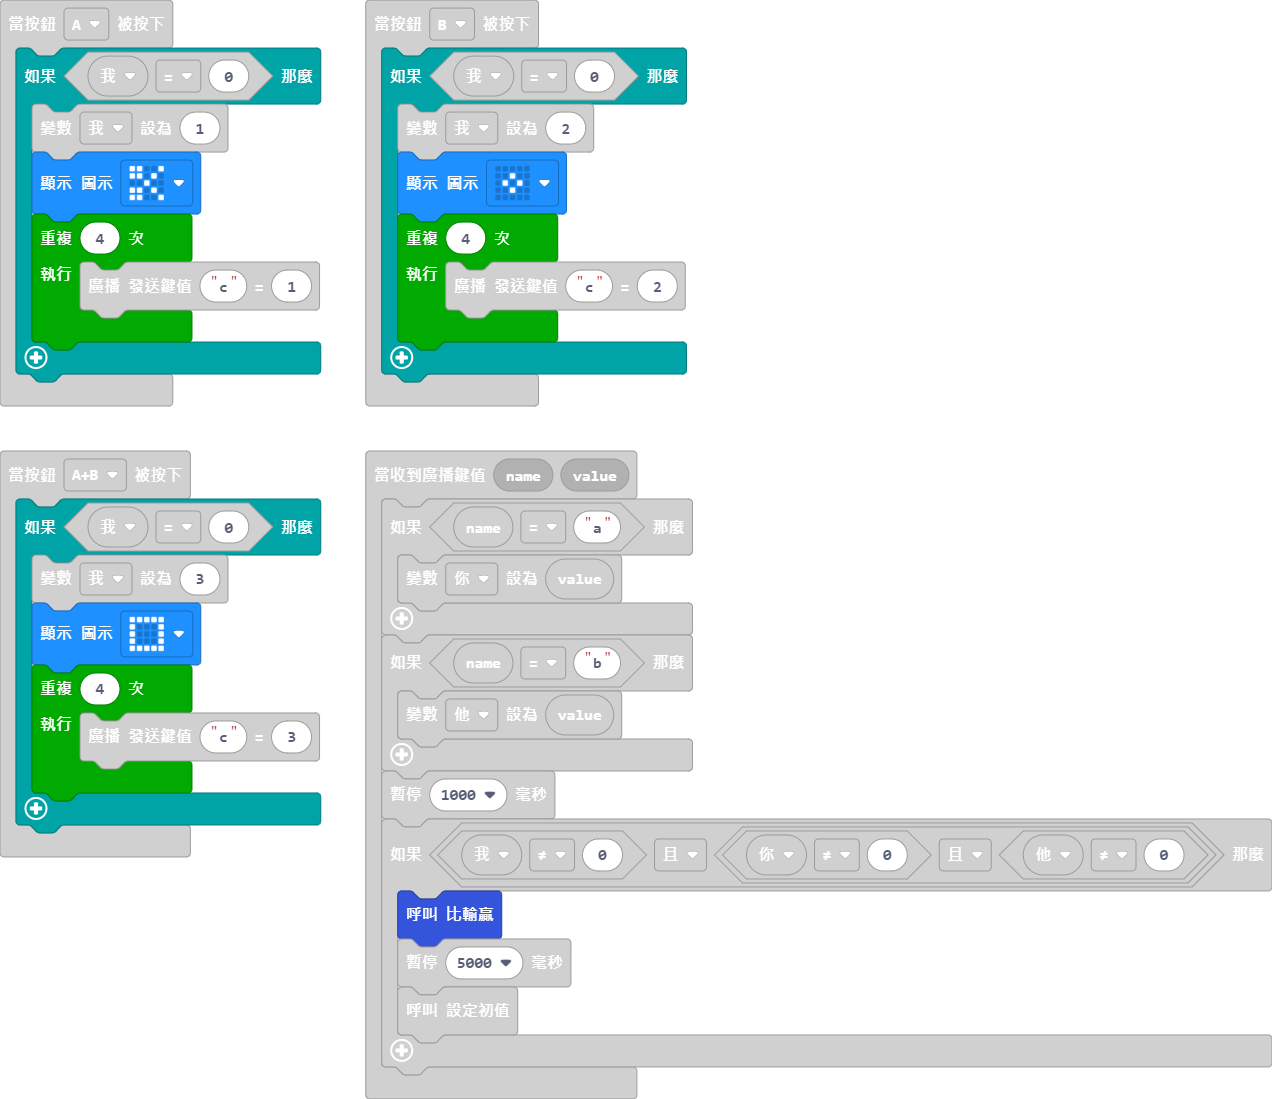 當按鈕 A 被按下
如果 我 = 0 那麼
變數 我 設為 1
顯示 圖示
重複 4 次
執行
廣播 發送鍵值 "c" = 1
當按鈕 B 被按下
如果 我 = 0 那麼
變數 我 設為 2
顯示 圖示
重複 4 次
執行
廣播 發送鍵值 "c" = 2
當按鈕 A+B 被按下
如果 我 = 0 那麼
變數 我 設為 3
顯示 圖示
重複 4 次
執行
廣播 發送鍵值 "c" = 3
當收到廣播鍵值 name value
如果 name = "a" 那麼
變數 你 設為 value
如果 name = "b" 那麼
變數 他 設為 value
暫停 1000 毫秒
如果 我 ≠ 0 且 你 ≠ 0 且 他 ≠ 0 那麼
呼叫 比輸贏
暫停 5000 毫秒
呼叫 設定初值